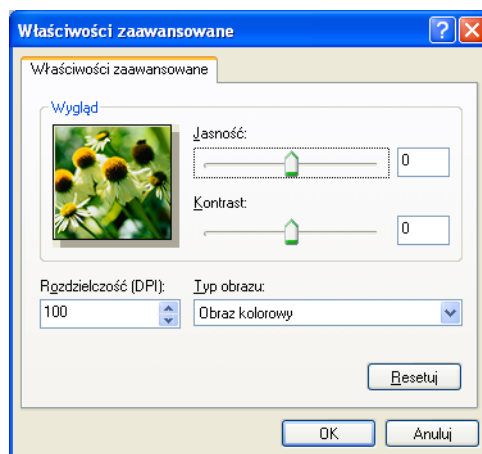 Właściwości zaawansowane
Właściwości zaawansowane
Wygląd
Jasność:
0
Kontrast:
0
Rozdzielczość (DPI):
Typ obrazu:
100
Obraz kolorowy
Resetuj
OK
Anuluj